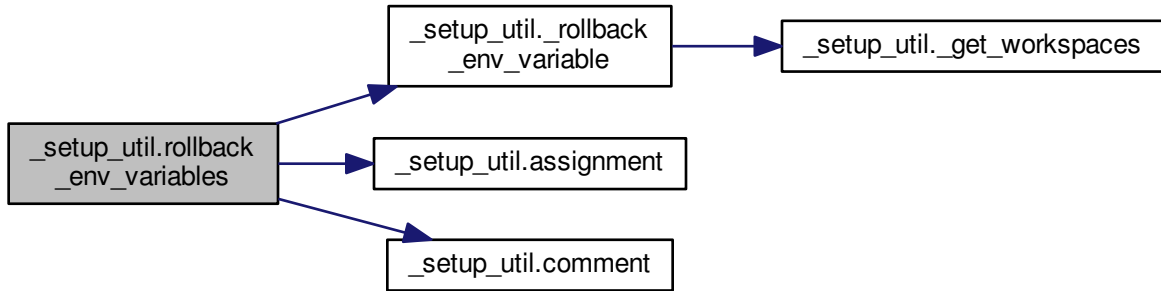 _setup_util.rollback
_env_variables
_setup_util._rollback
_env_variable
_setup_util._get_workspaces
_setup_util.assignment
_setup_util.comment